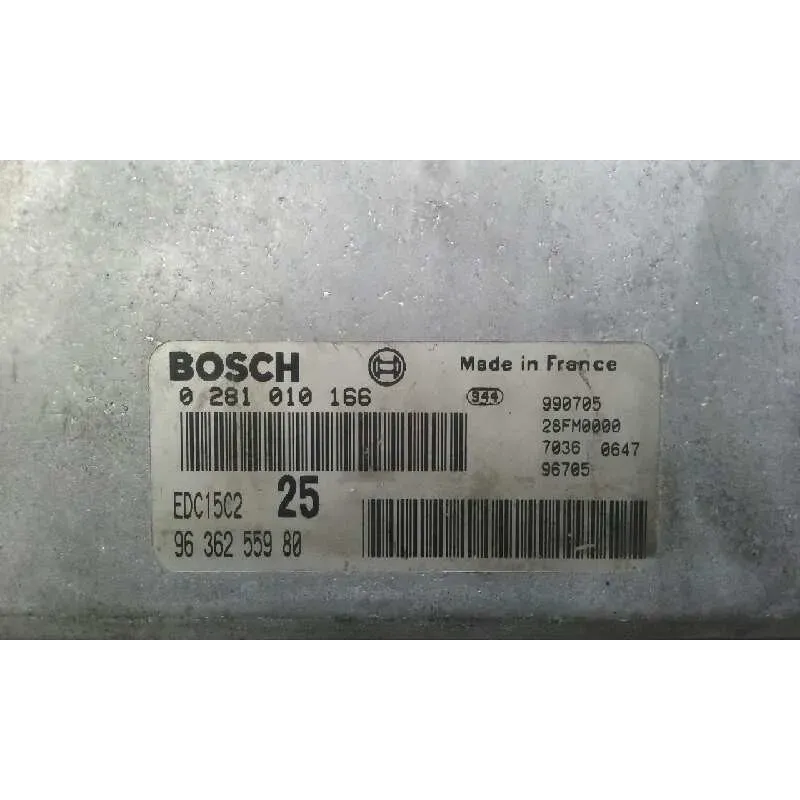 BOSCH
Made in France
0 281 010 166
944
990705
28FM0000
7036 0647
96705
EDC15C2 25
96 362 559 80